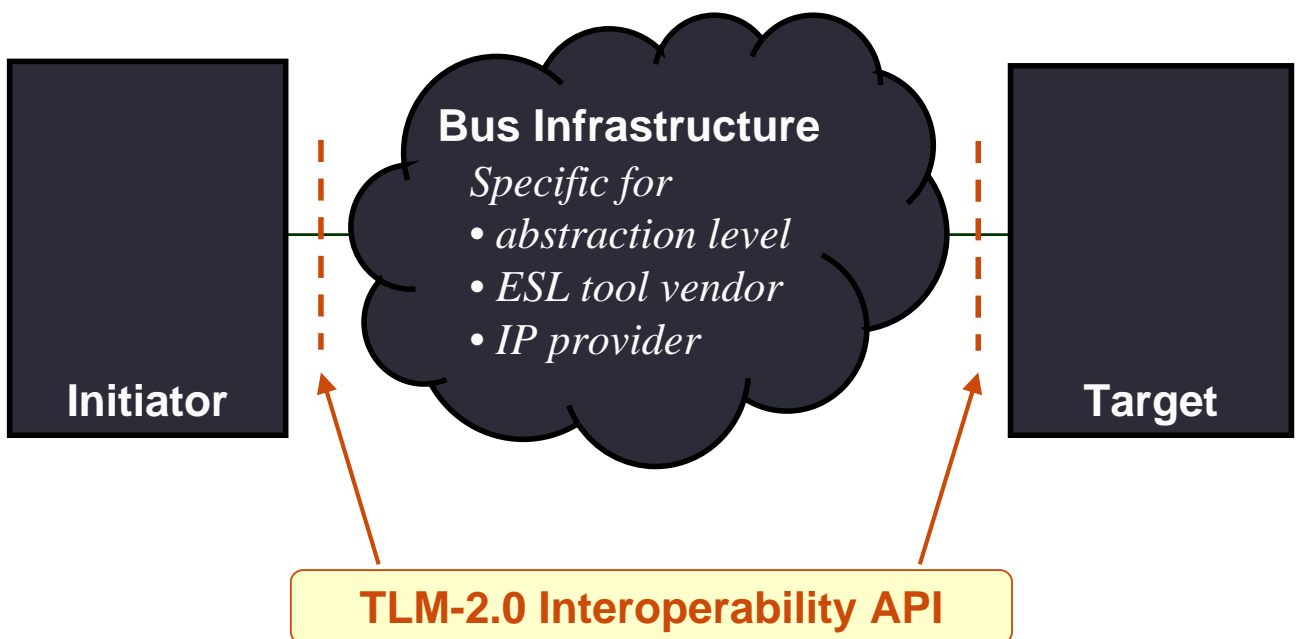 Bus Infrastructure
Specific for
• abstraction level
• ESL tool vendor
• IP provider
Initiator
Target
TLM-2.0 Interoperability API